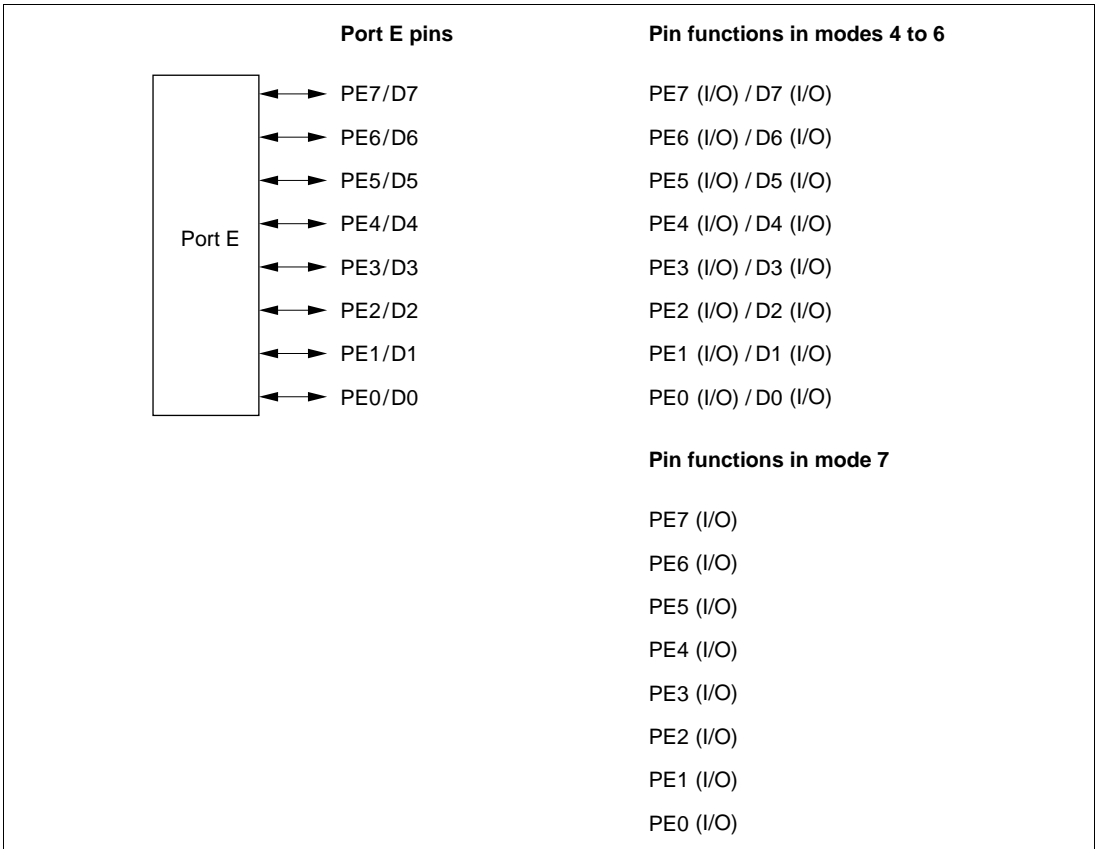 Port E pins Pin functions in modes 4 to 6
PE7/D7 PE7 (I/O) / D7 (I/O)
PE6/D6 PE6 (I/O) / D6 (I/O)
PE5/D5 PE5 (I/O) / D5 (I/O)
PE4/D4 PE4 (I/O) / D4 (I/O)
Port E
PE3/D3 PE3 (I/O) / D3 (I/O)
PE2/D2 PE2 (I/O) / D2 (I/O)
PE1/D1 PE1 (I/O) / D1 (I/O)
PE0/D0 PE0 (I/O) / D0 (I/O)
Pin functions in mode 7
PE7 (I/O)
PE6 (I/O)
PE5 (I/O)
PE4 (I/O)
PE3 (I/O)
PE2 (I/O)
PE1 (I/O)
PE0 (I/O)